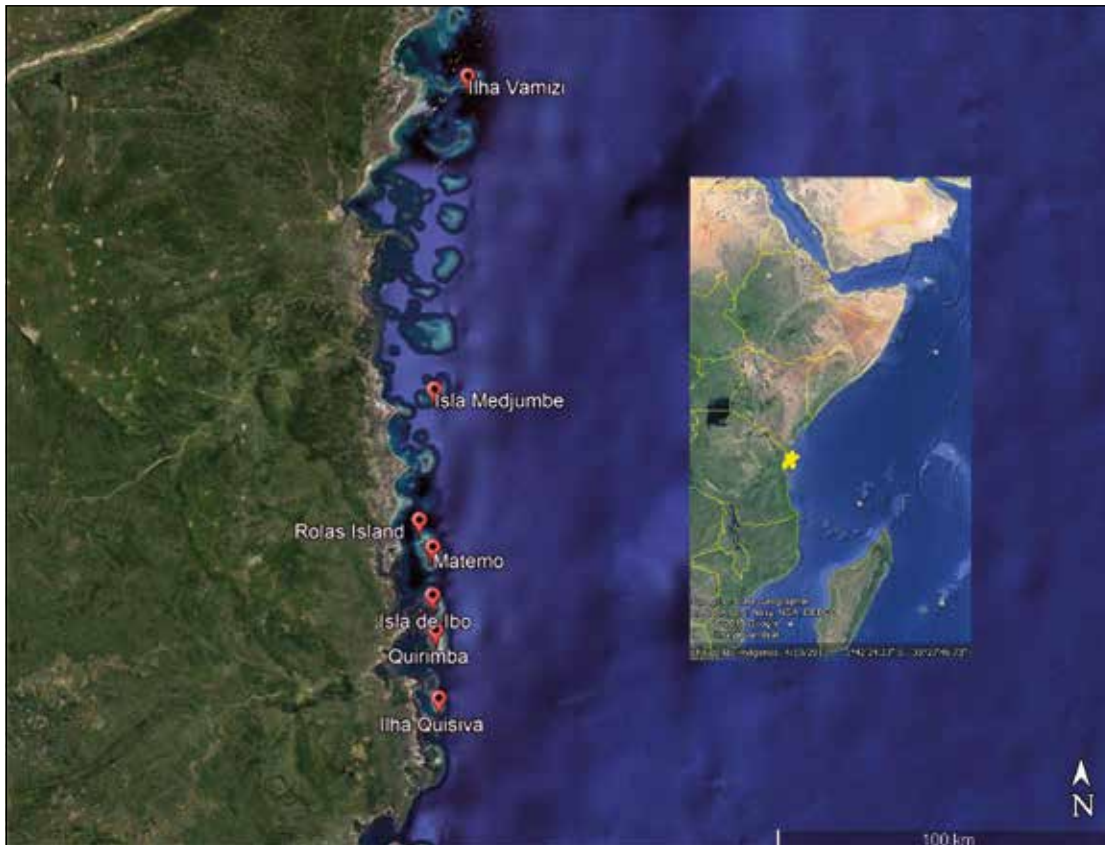 Ilha Vamizi
Isla Medjumbe
Rolas Island
Matemo
Isla de Ibo
Quirimba
Ilha Quisiva
N
100 km